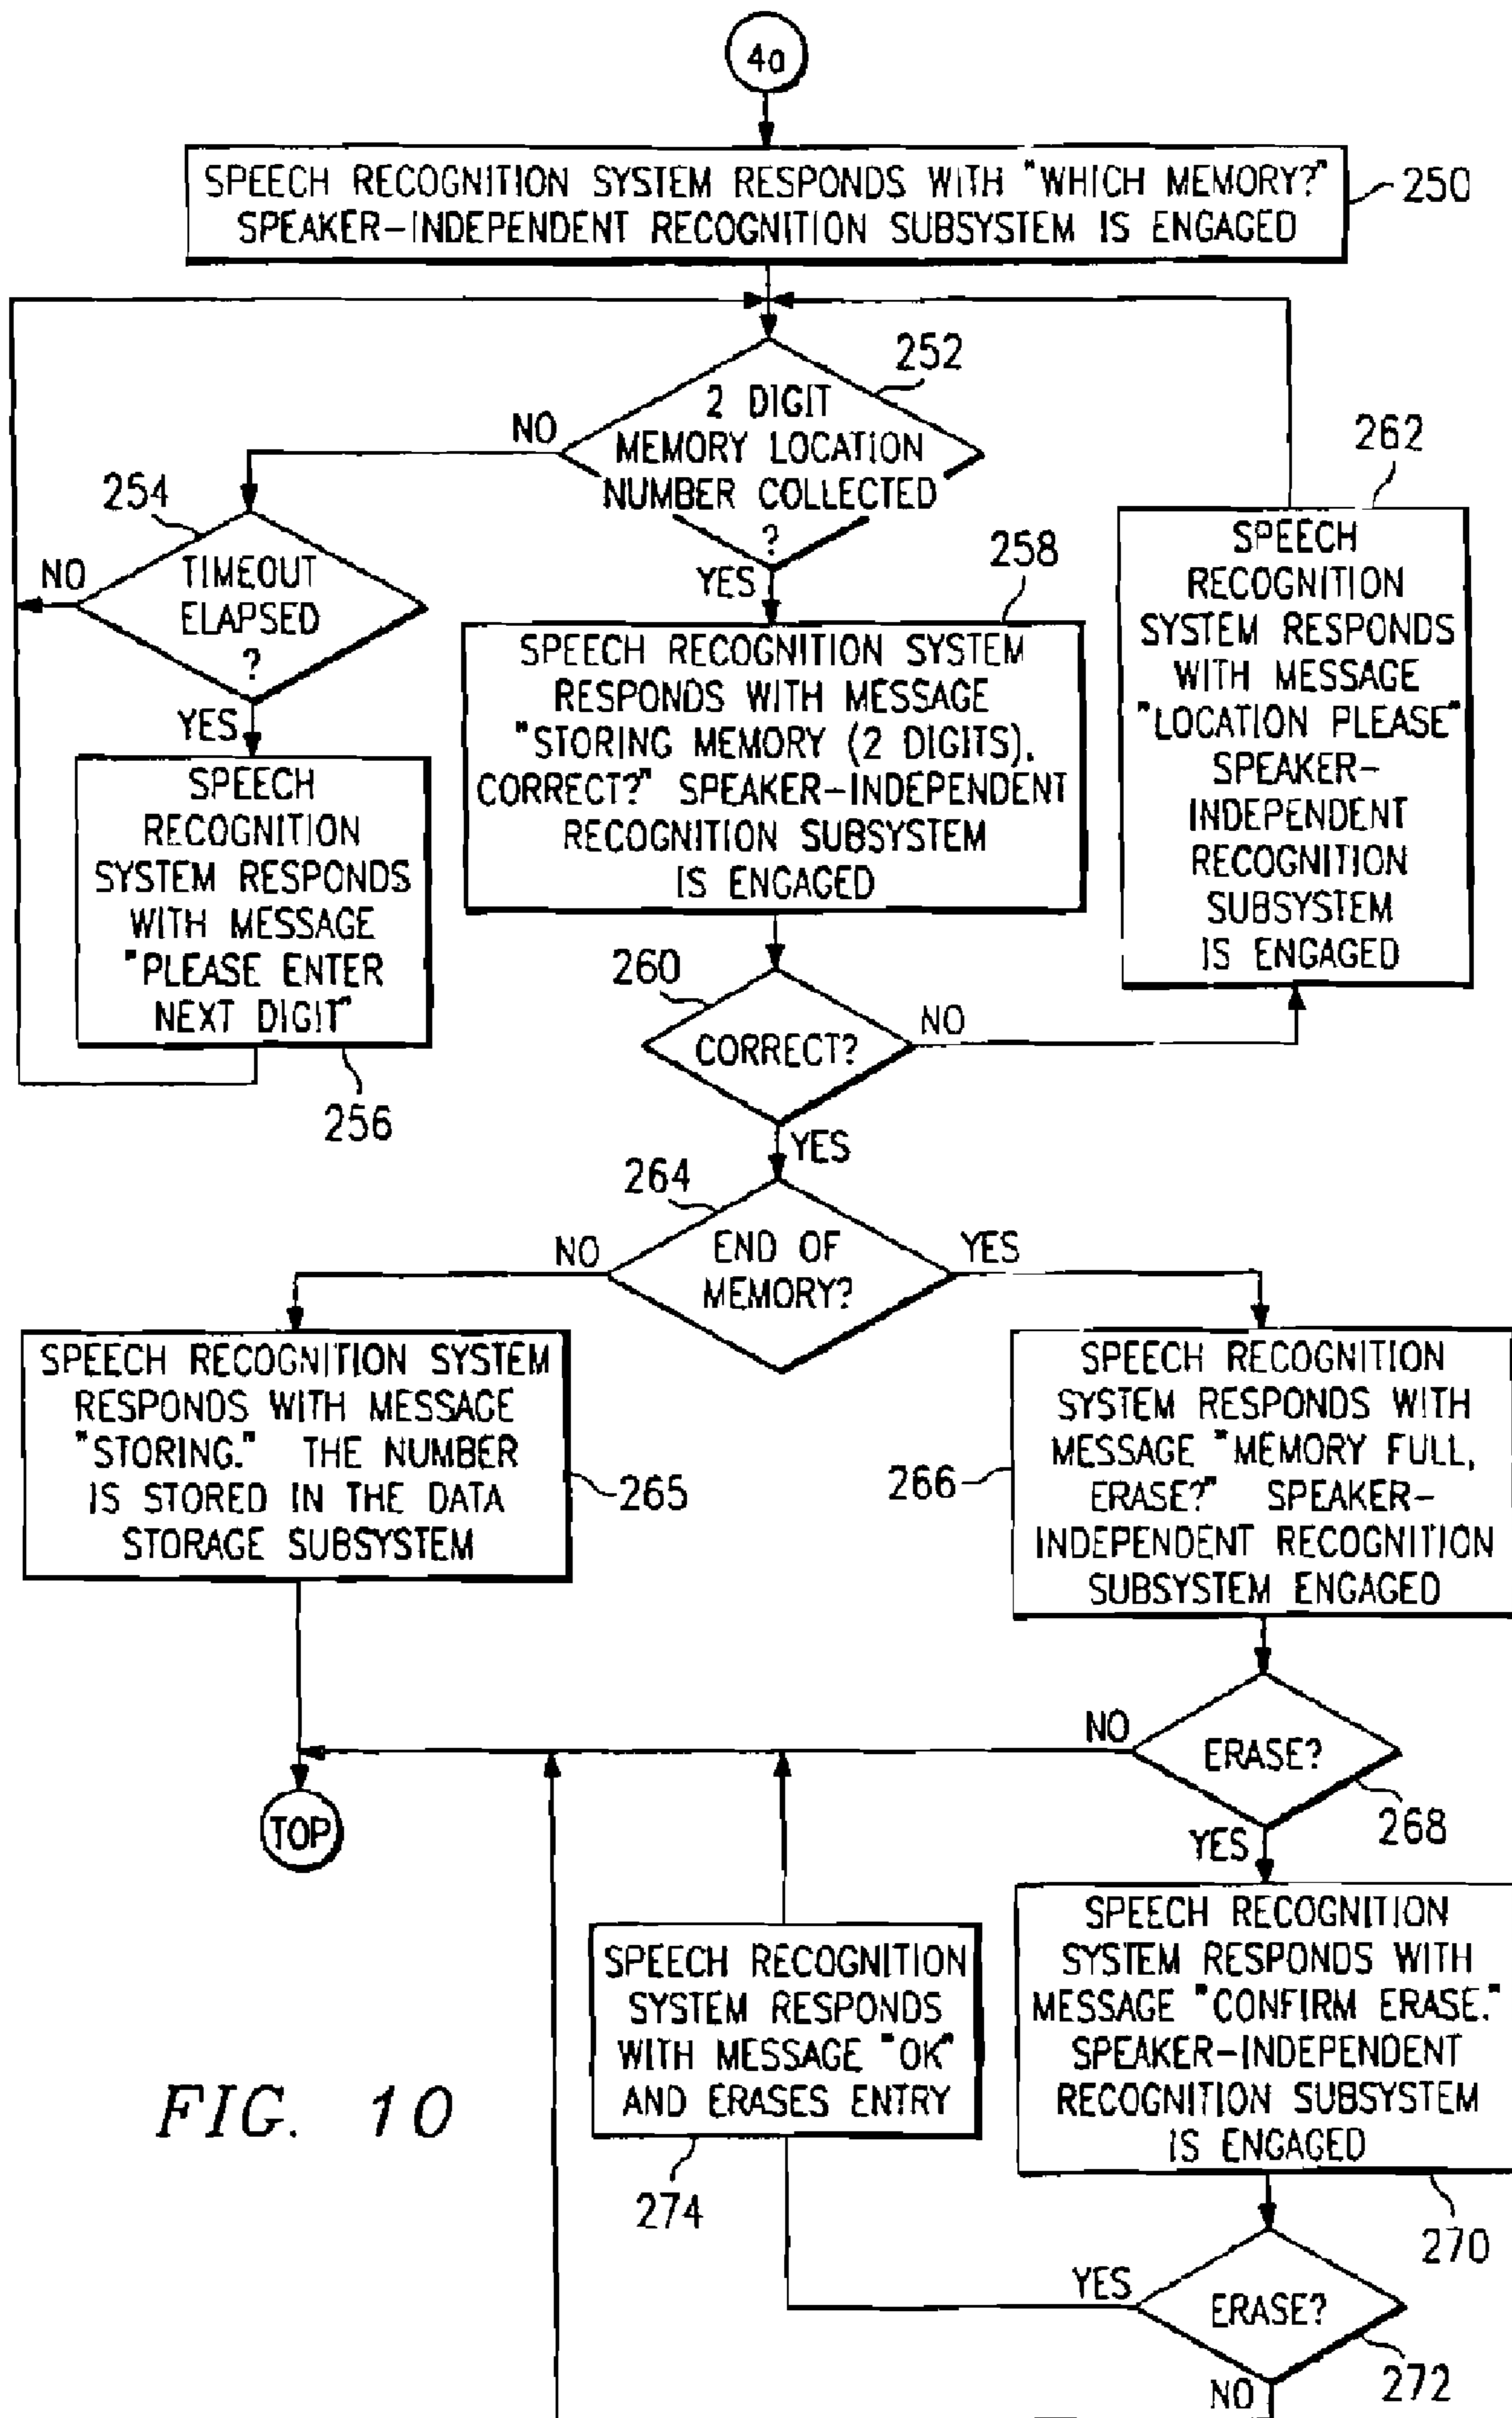 4a
SPEECH RECOGNITION SYSTEM RESPONDS WITH "WHICH MEMORY?"
SPEAKER-INDEPENDENT RECOGNITION SUBSYSTEM IS ENGAGED
250
252
2 DIGIT
MEMORY LOCATION
NUMBER COLLECTED
?
NO
YES
254
TIMEOUT
ELAPSED
?
NO
YES
SPEECH
RECOGNITION
SYSTEM RESPONDS
WITH MESSAGE
"PLEASE ENTER
NEXT DIGIT"
256
258
SPEECH RECOGNITION SYSTEM
RESPONDS WITH MESSAGE
"STORING MEMORY (2 DIGITS),
CORRECT?" SPEAKER-INDEPENDENT
RECOGNITION SUBSYSTEM
IS ENGAGED
262
SPEECH
RECOGNITION
SYSTEM RESPONDS
WITH MESSAGE
"LOCATION PLEASE"
SPEAKER-
INDEPENDENT
RECOGNITION
SUBSYSTEM
IS ENGAGED
260
CORRECT?
NO
YES
264
END OF
MEMORY?
NO
YES
SPEECH RECOGNITION SYSTEM
RESPONDS WITH MESSAGE
"STORING." THE NUMBER
IS STORED IN THE DATA
STORAGE SUBSYSTEM
265
266
SPEECH RECOGNITION
SYSTEM RESPONDS WITH
MESSAGE "MEMORY FULL,
ERASE?" SPEAKER-
INDEPENDENT RECOGNITION
SUBSYSTEM ENGAGED
NO
ERASE?
268
YES
TOP
SPEECH RECOGNITION
SYSTEM RESPONDS
WITH MESSAGE "OK"
AND ERASES ENTRY
274
SPEECH RECOGNITION
SYSTEM RESPONDS WITH
MESSAGE "CONFIRM ERASE."
SPEAKER-INDEPENDENT
RECOGNITION SUBSYSTEM
IS ENGAGED
270
YES
ERASE?
272
NO
FIG. 10